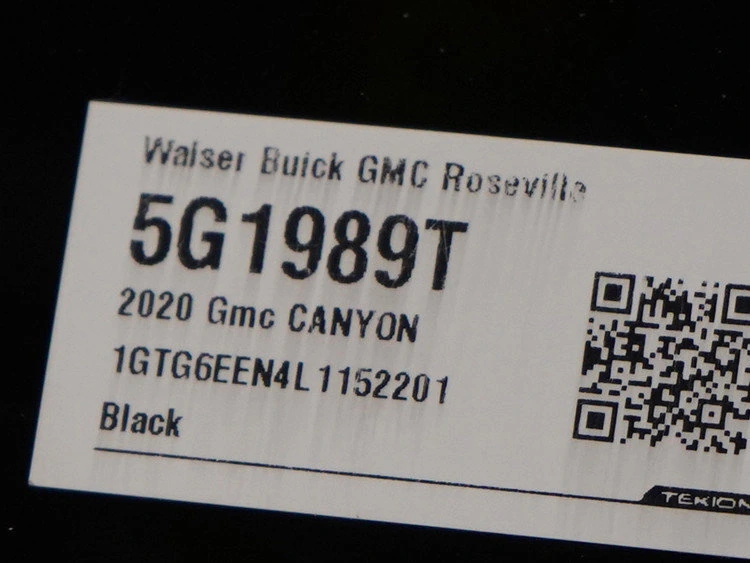 Walser Buick GMC Roseville
5G1989T
2020 Gmc CANYON
1GTG6EEN4L1152201
Black
TEKION